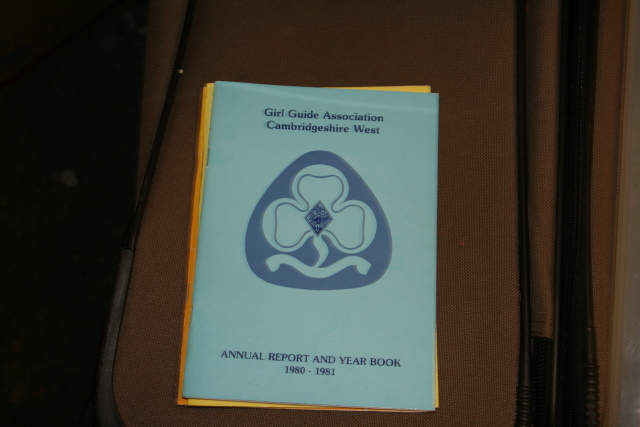 Girl Guide Association
Cambridgeshire West
ANNUAL REPORT AND YEAR BOOK
1980 - 1981